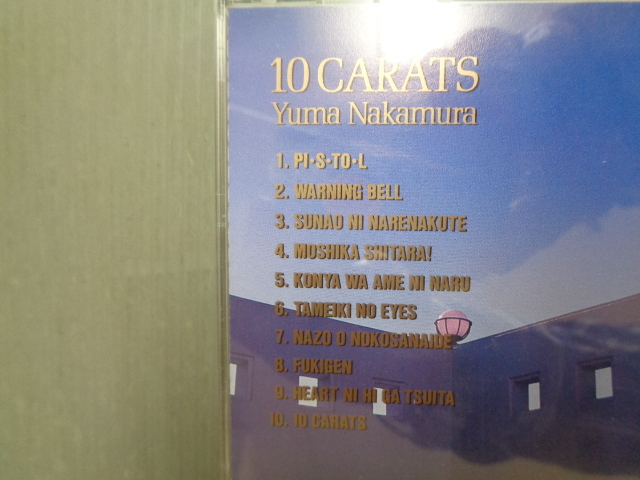 10 CARATS
Yuma Nakamura
1. PI•S•TO•L
2. WARNING BELL
3. SUNAO NI NARENAKUTE
4. MOSHIKA SHITARA!
5. KONYA WA AME NI NARU
6. TAMEIKI NO EYES
7. NAZO O NOKOSANAIDE
8. FUKIGEN
9. HEART NI HI GA TSUITA
10. 10 CARATS